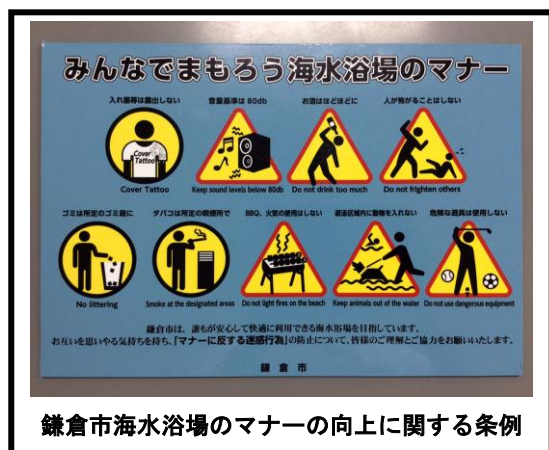 みんなでまもろう海水浴場のマナー
入れ墨等は露出しない
音量基準は 80db
お酒はほどほどに
人が怖がることはしない
Cover
Tattoo
Cover Tattoo
Keep sound levels below 80db
Do not drink too much
Do not frighten others
ゴミは所定のゴミ箱に
タバコは所定の喫煙所で
BBQ、火気の使用はしない
遊泳区域内に動物を入れない
危険な遊具は使用しない
No littering
Smoke at the designated areas
Do not light fires on the beach
Keep animals out of the water
Do not use dangerous equipment
鎌倉市は、誰もが安心して快適に利用できる海水浴場を目指しています。
お互いを思いやる気持ちを持ち、「マナーに反する迷惑行為」の防止について、皆様のご理解とご協力をお願いいたします。
鎌倉市
鎌倉市海水浴場のマナーの向上に関する条例